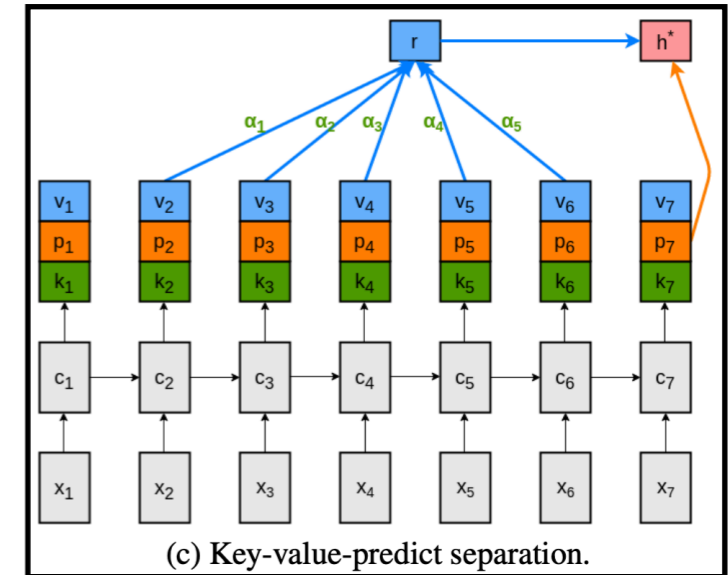 r h*
α1 α2 α3 α4 α5
v1 v2 v3 v4 v5 v6 v7
p1 p2 p3 p4 p5 p6 p7
k1 k2 k3 k4 k5 k6 k7
c1 c2 c3 c4 c5 c6 c7
x1 x2 x3 x4 x5 x6 x7
(c) Key-value-predict separation.